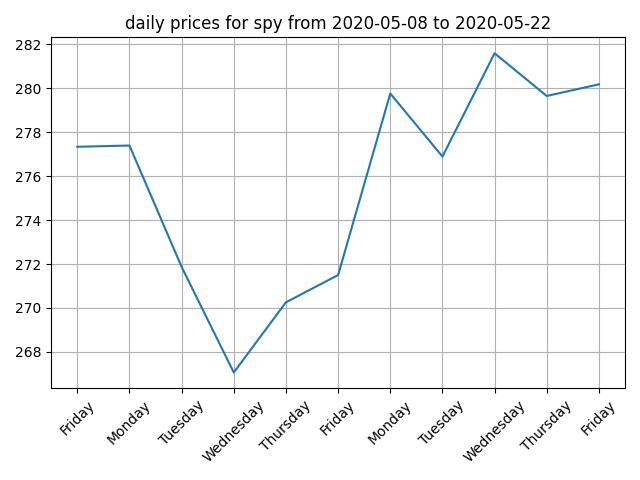 daily prices for spy from 2020-05-08 to 2020-05-22
282
280
278
276
274
272
270
268
Friday
Monday
Tuesday
Wednesday
Thursday
Friday
Monday
Tuesday
Wednesday
Thursday
Friday